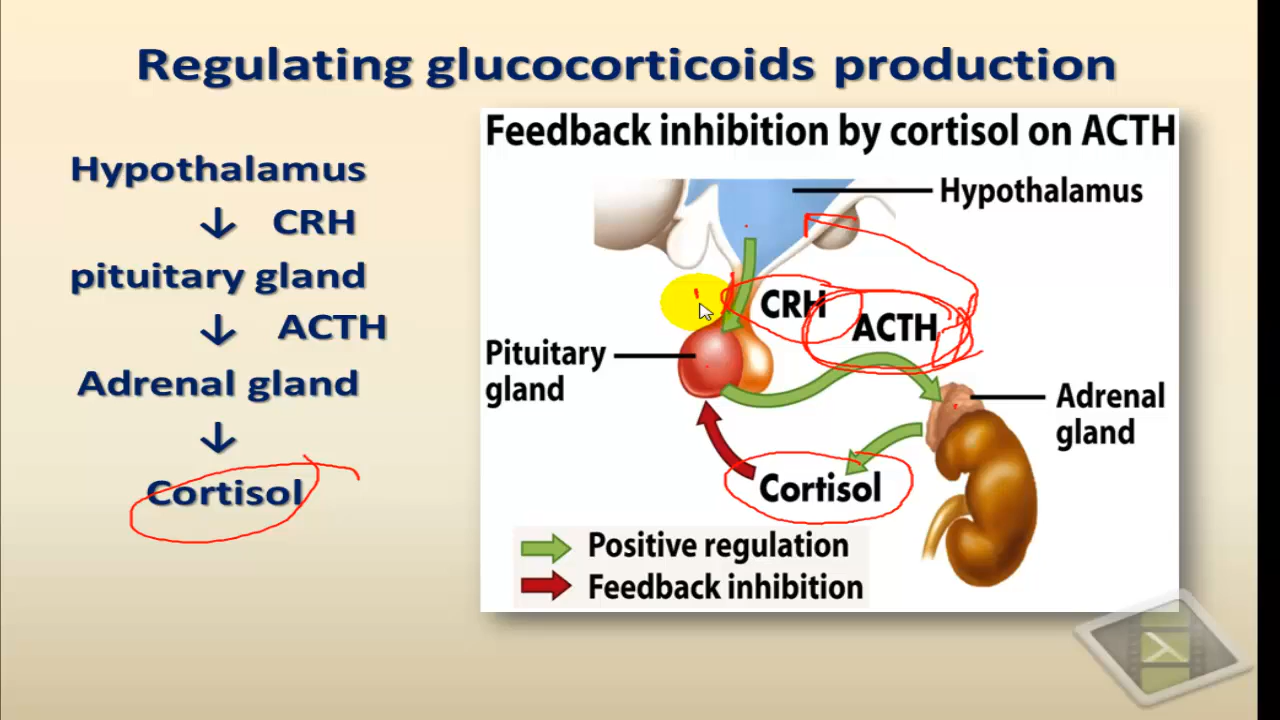 Regulating glucocorticoids production
Hypothalamus
↓ CRH
pituitary gland
↓ ACTH
Adrenal gland
↓
Cortisol
Feedback inhibition by cortisol on ACTH
Hypothalamus
CRH
ACTH
Pituitary
gland
Adrenal
gland
Cortisol
Positive regulation
Feedback inhibition